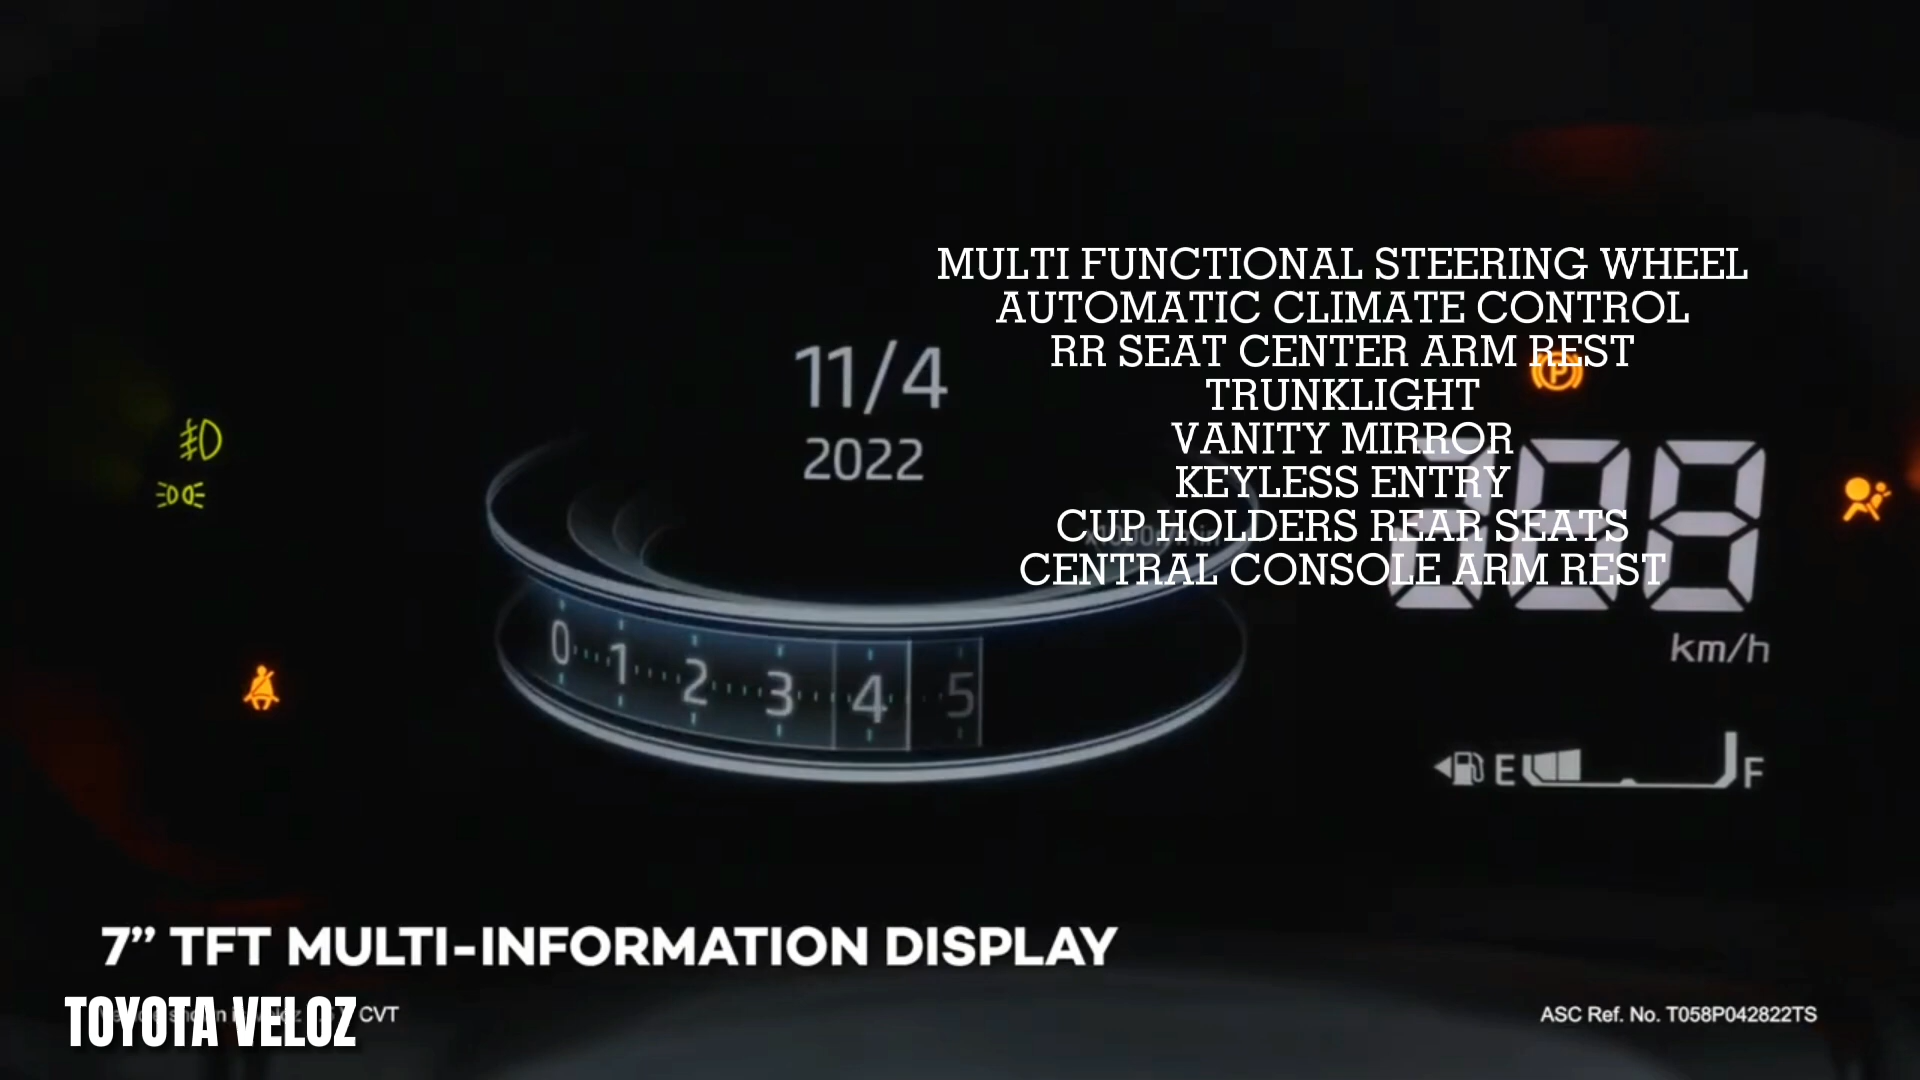 MULTI FUNCTIONAL STEERING WHEEL
AUTOMATIC CLIMATE CONTROL
RR SEAT CENTER ARM REST
TRUNKLIGHT
VANITY MIRROR
KEYLESS ENTRY
CUP HOLDERS REAR SEATS
CENTRAL CONSOLE ARM REST
11/4
2022
P
km/h
0 1 2 3 4 5
E F
7” TFT MULTI-INFORMATION DISPLAY
TOYOTA VELOZ
CVT
ASC Ref. No. T058P042822TS